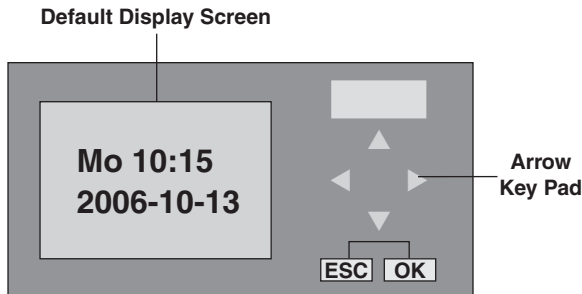 Default Display Screen
Mo 10:15
2006-10-13
Arrow
Key Pad
ESC OK